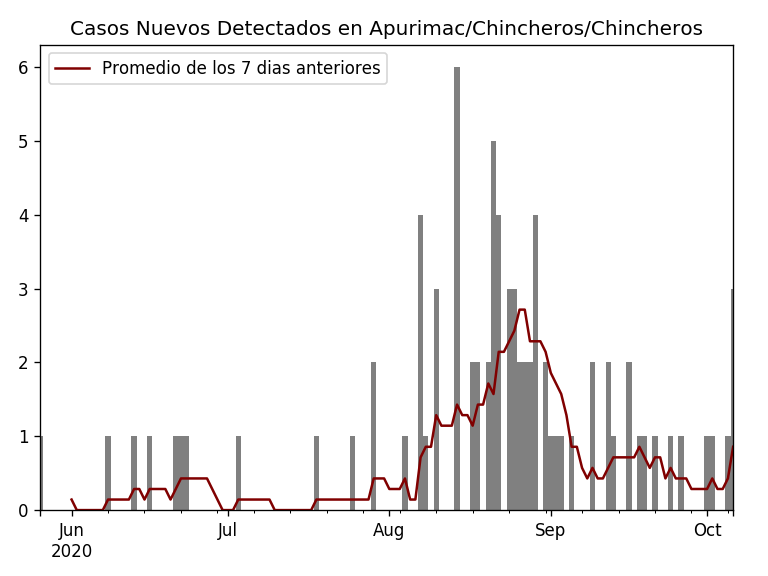 Casos Nuevos Detectados en Apurimac/Chincheros/Chincheros
Promedio de los 7 dias anteriores
6
5
4
3
2
1
0
Jun Jul Aug Sep Oct
2020